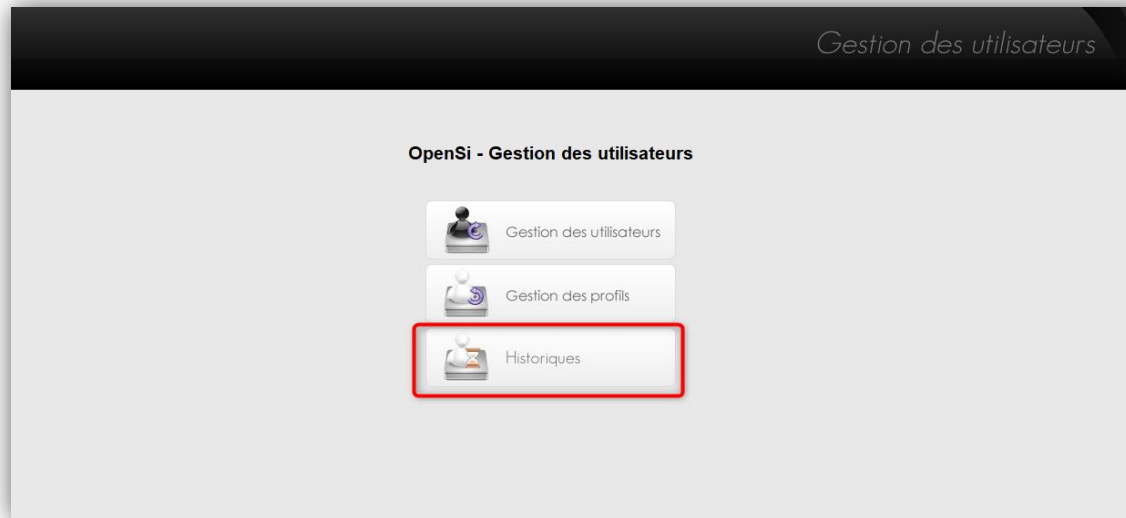 Gestion des utilisateurs
OpenSi - Gestion des utilisateurs
Gestion des utilisateurs
Gestion des profils
Historiques